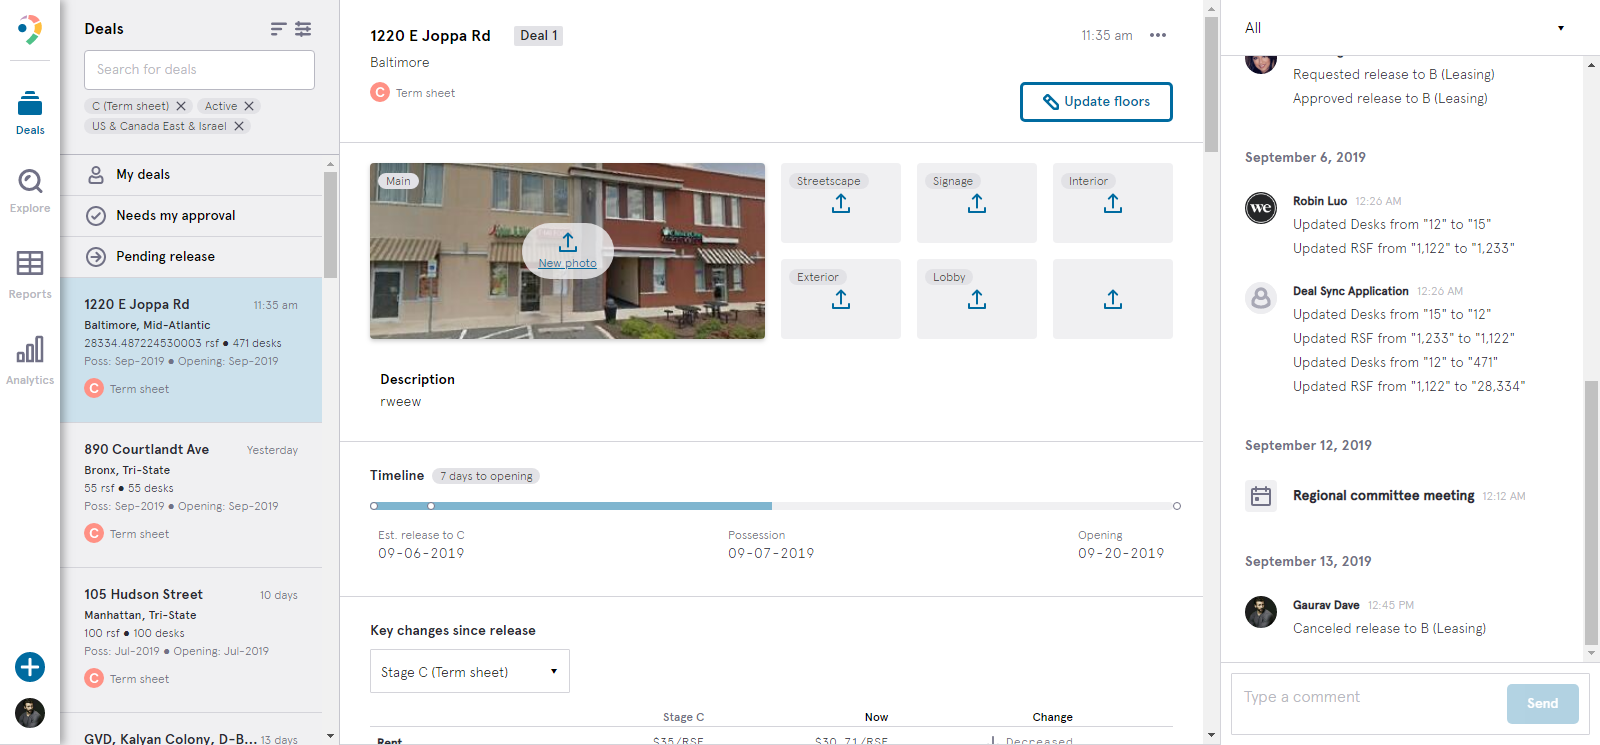 Deals
Explore
Reports
Analytics
Deals
Search for deals
C (Term sheet)
Active
US & Canada East & Israel
My deals
Needs my approval
Pending release
1220 E Joppa Rd 11:35 am
Baltimore, Mid-Atlantic
28334.487224530003 rsf ● 471 desks
Poss: Sep-2019 ● Opening: Sep-2019
C Term sheet
890 Courtlandt Ave Yesterday
Bronx, Tri-State
55 rsf ● 55 desks
Poss: Sep-2019 ● Opening: Sep-2019
C Term sheet
105 Hudson Street 10 days
Manhattan, Tri-State
100 rsf ● 100 desks
Poss: Jul-2019 ● Opening: Jul-2019
C Term sheet
GVD, Kalyan Colony, D-B... 13 days
1220 E Joppa Rd Deal 1 11:35 am
Baltimore
C Term sheet
Update floors
Main
New photo
Streetscape
Signage
Interior
Exterior
Lobby
Description
rweew
Timeline 7 days to opening
Est. release to C Possession Opening
09-06-2019 09-07-2019 09-20-2019
Key changes since release
Stage C (Term sheet)
Stage C Now Change
Rent $35/RSF $30.71/RSF Decreased
All
Requested release to B (Leasing)
Approved release to B (Leasing)
September 6, 2019
we
Robin Luo 12:26 AM
Updated Desks from "12" to "15"
Updated RSF from "1,122" to "1,233"
Deal Sync Application 12:26 AM
Updated Desks from "15" to "12"
Updated RSF from "1,233" to "1,122"
Updated Desks from "12" to "471"
Updated RSF from "1,122" to "28,334"
September 12, 2019
Regional committee meeting 12:12 AM
September 13, 2019
Gaurav Dave 12:45 PM
Canceled release to B (Leasing)
Type a comment
Send